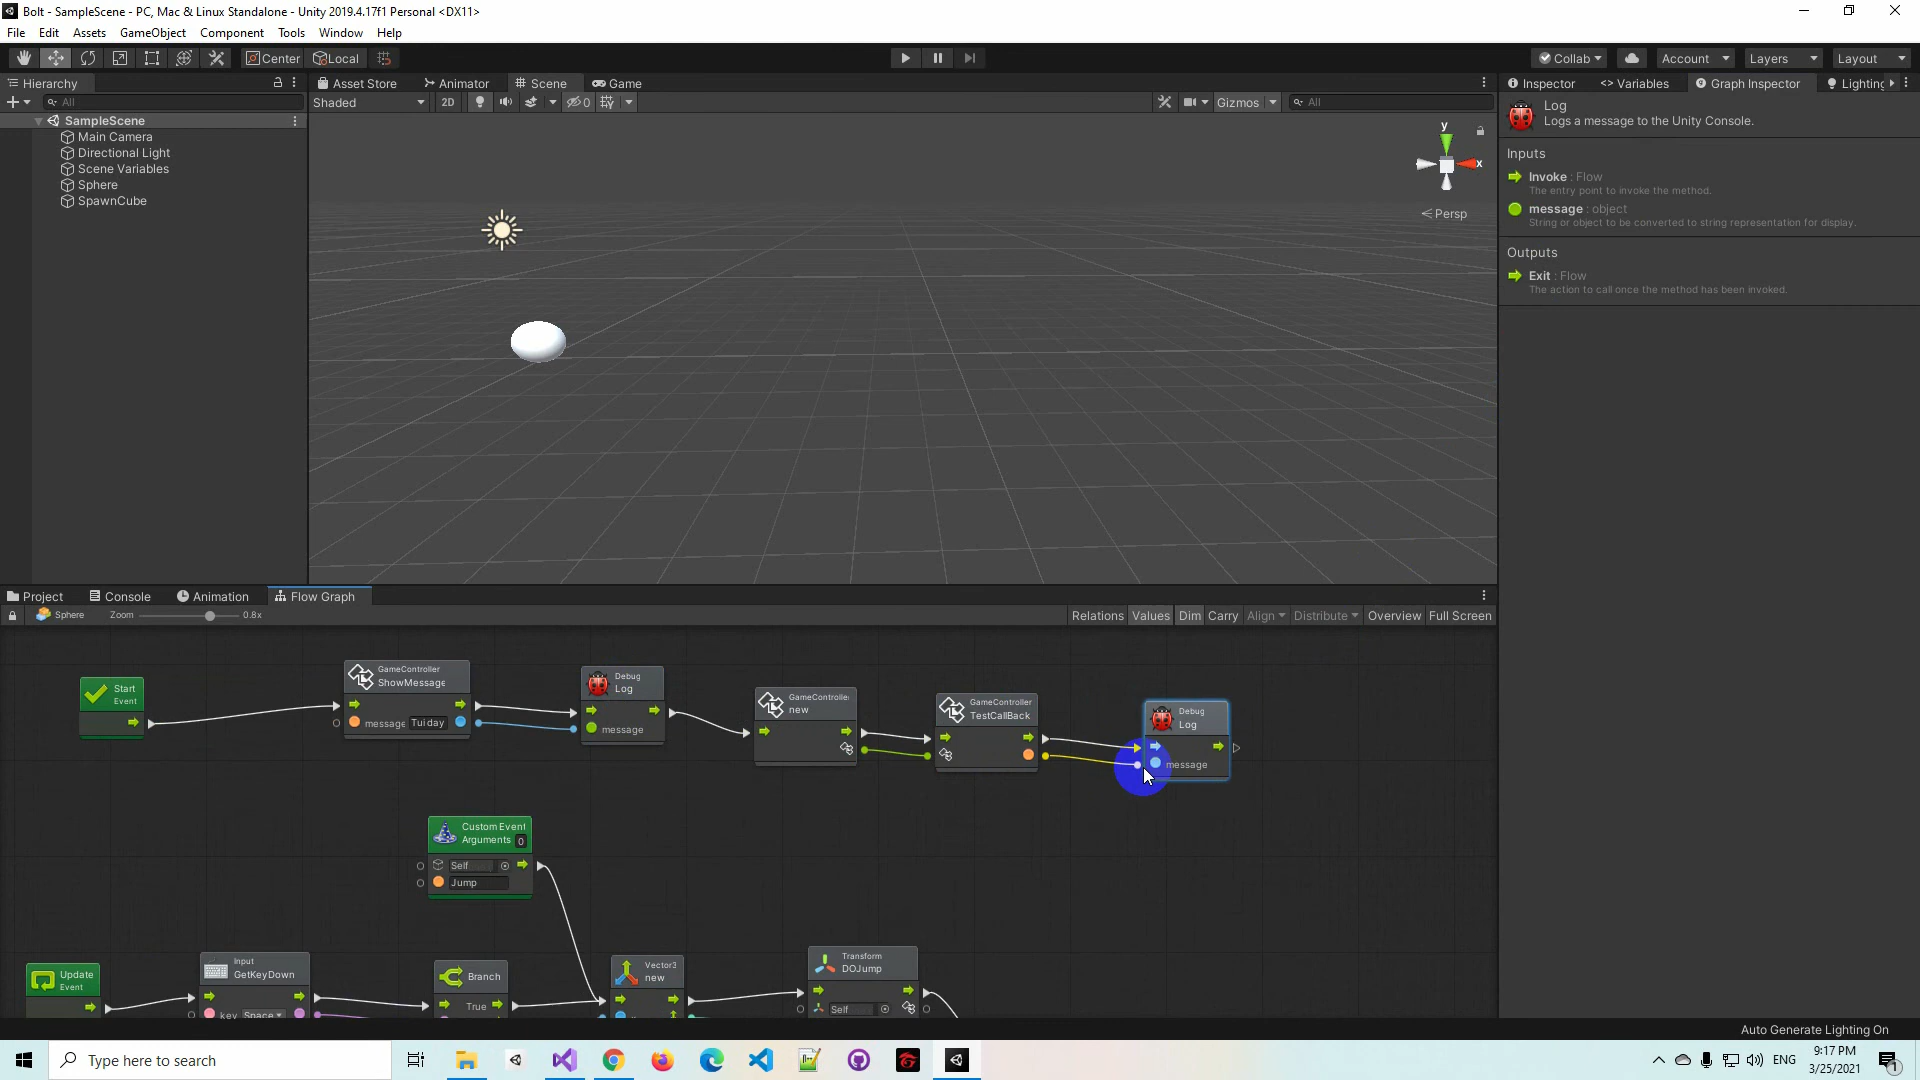 Bolt - SampleScene - PC, Mac & Linux Standalone - Unity 2019.4.17f1 Personal <DX11>
File Edit Assets GameObject Component Tools Window Help
Center Local Collab Account Layers Layout
Hierarchy Asset Store Animator Scene Game Inspector Variables Graph Inspector Lighting
All Shaded 2D 0 Gizmos All
SampleScene
Main Camera
Directional Light
Scene Variables
Sphere
SpawnCube
y
x
Persp
Log
Logs a message to the Unity Console.
Inputs
Invoke : Flow
The entry point to invoke the method.
message : object
String or object to be converted to string representation for display.
Outputs
Exit : Flow
The action to call once the method has been invoked.
Project Console Animation Flow Graph
Sphere Zoom 0.8x Relations Values Dim Carry Align Distribute Overview Full Screen
Start
Event
GameController
ShowMessage
message Tui day
Debug
Log
message
GameController
new
GameController
TestCallBack
Debug
Log
message
Custom Event
Arguments 0
Self
Jump
Update
Event
Input
GetKeyDown
key Space
Branch
True
Vector3
new
Transform
DOJump
Self
Auto Generate Lighting On
Type here to search
ENG
9:17 PM
3/25/2021
1